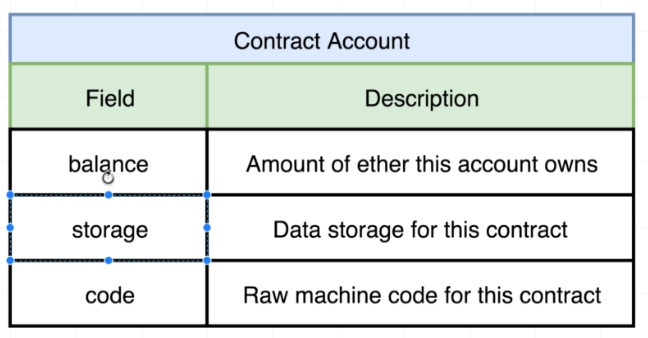 Contract Account
Field Description
balance Amount of ether this account owns
storage Data storage for this contract
code Raw machine code for this contract